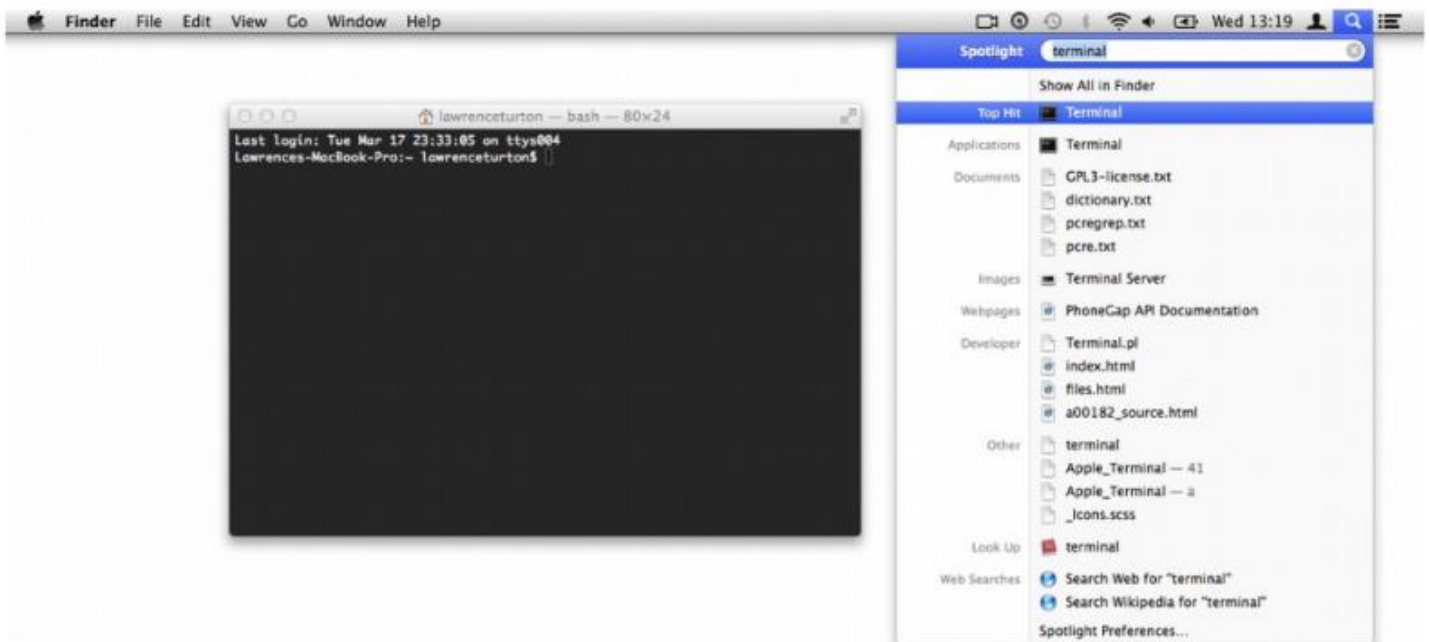 Finder File Edit View Go Window Help Wed 13:19
Spotlight terminal
Show All in Finder
Top Hit Terminal
Applications Terminal
Documents GPL3-license.txt
dictionary.txt
pcregrep.txt
pcre.txt
Images Terminal Server
Webpages PhoneGap API Documentation
Developer Terminal.pl
index.html
files.html
a00182_source.html
Other terminal
Apple_Terminal — 41
Apple_Terminal — a
_icons.scss
Look Up terminal
Web Searches Search Web for "terminal"
Search Wikipedia for "terminal"
Spotlight Preferences...
lawrenceturton — bash — 80×24
Last login: Tue Mar 17 23:33:05 on ttys004
Lawrences-MacBook-Pro:~ lawrenceturton$